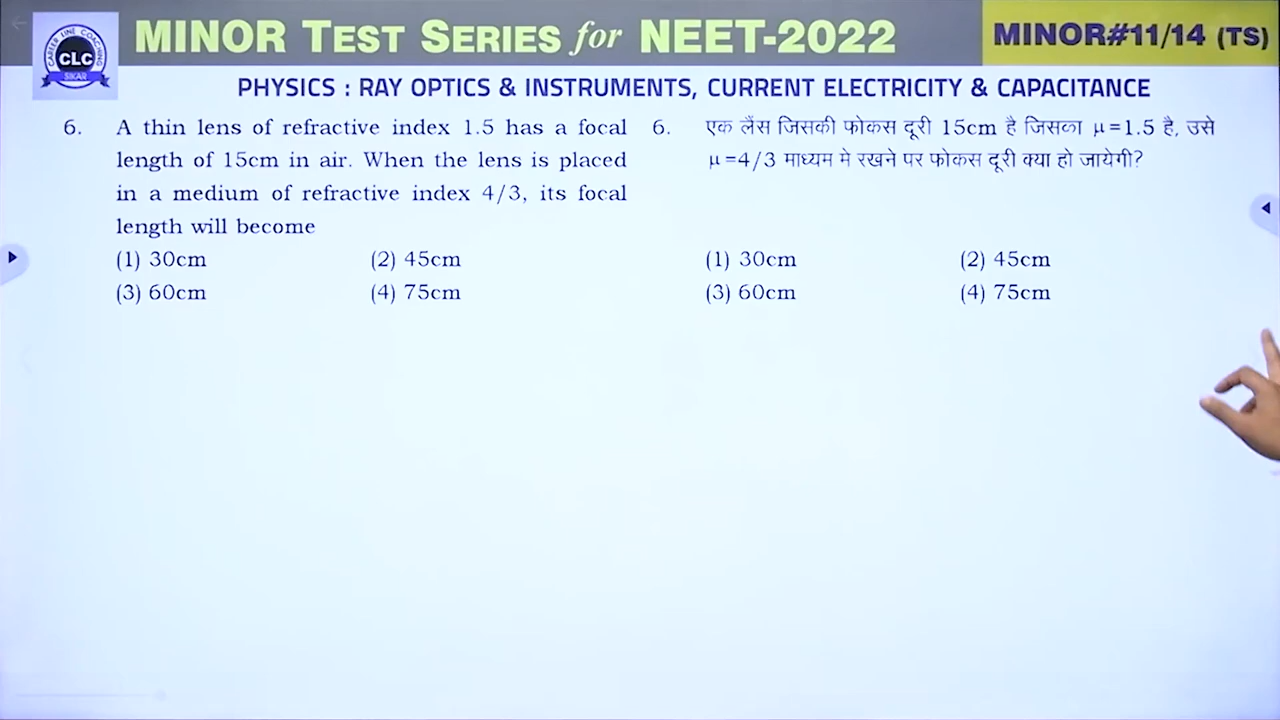 CAREER LINE COACHING
CLC
SIKAR
MINOR TEST SERIES for NEET-2022
MINOR#11/14 (TS)
PHYSICS : RAY OPTICS & INSTRUMENTS, CURRENT ELECTRICITY & CAPACITANCE
6. A thin lens of refractive index 1.5 has a focal
length of 15cm in air. When the lens is placed
in a medium of refractive index 4/3, its focal
length will become
(1) 30cm (2) 45cm
(3) 60cm (4) 75cm
6. एक लैंस जिसकी फोकस दूरी 15cm है जिसका μ=1.5 है, उसे
μ=4/3 माध्यम मे रखने पर फोकस दूरी क्या हो जायेगी?
(1) 30cm (2) 45cm
(3) 60cm (4) 75cm